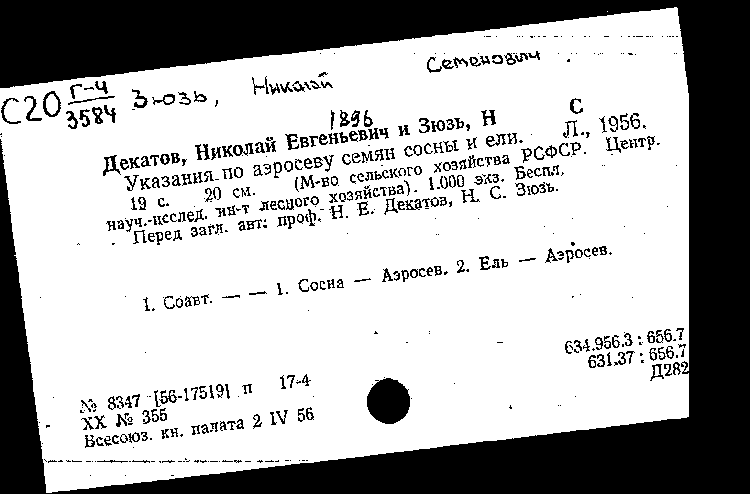 С20 Г-4/3584 Зюзь, Николай Семенович
1896
Декатов, Николай Евгеньевич и Зюзь, Н С
Указания по аэросеву семян сосны и ели. Л., 1956.
19 с. 20 см. (М-во сельского хозяйства РСФСР. Центр.
науч.-исслед. ин-т лесного хозяйства). 1.000 экз. Беспл.
Перед загл. авт: проф. Н. Е. Декатов, Н. С. Зюзь.
1. Соавт. — — 1. Сосна — Аэросев. 2. Ель — Аэросев.
634.956.3 : 656.7
631.37 : 656.7
Д282
№ 8347 [56-17519] п 17-4
XX № 355
Всесоюз. кн. палата 2 IV 56